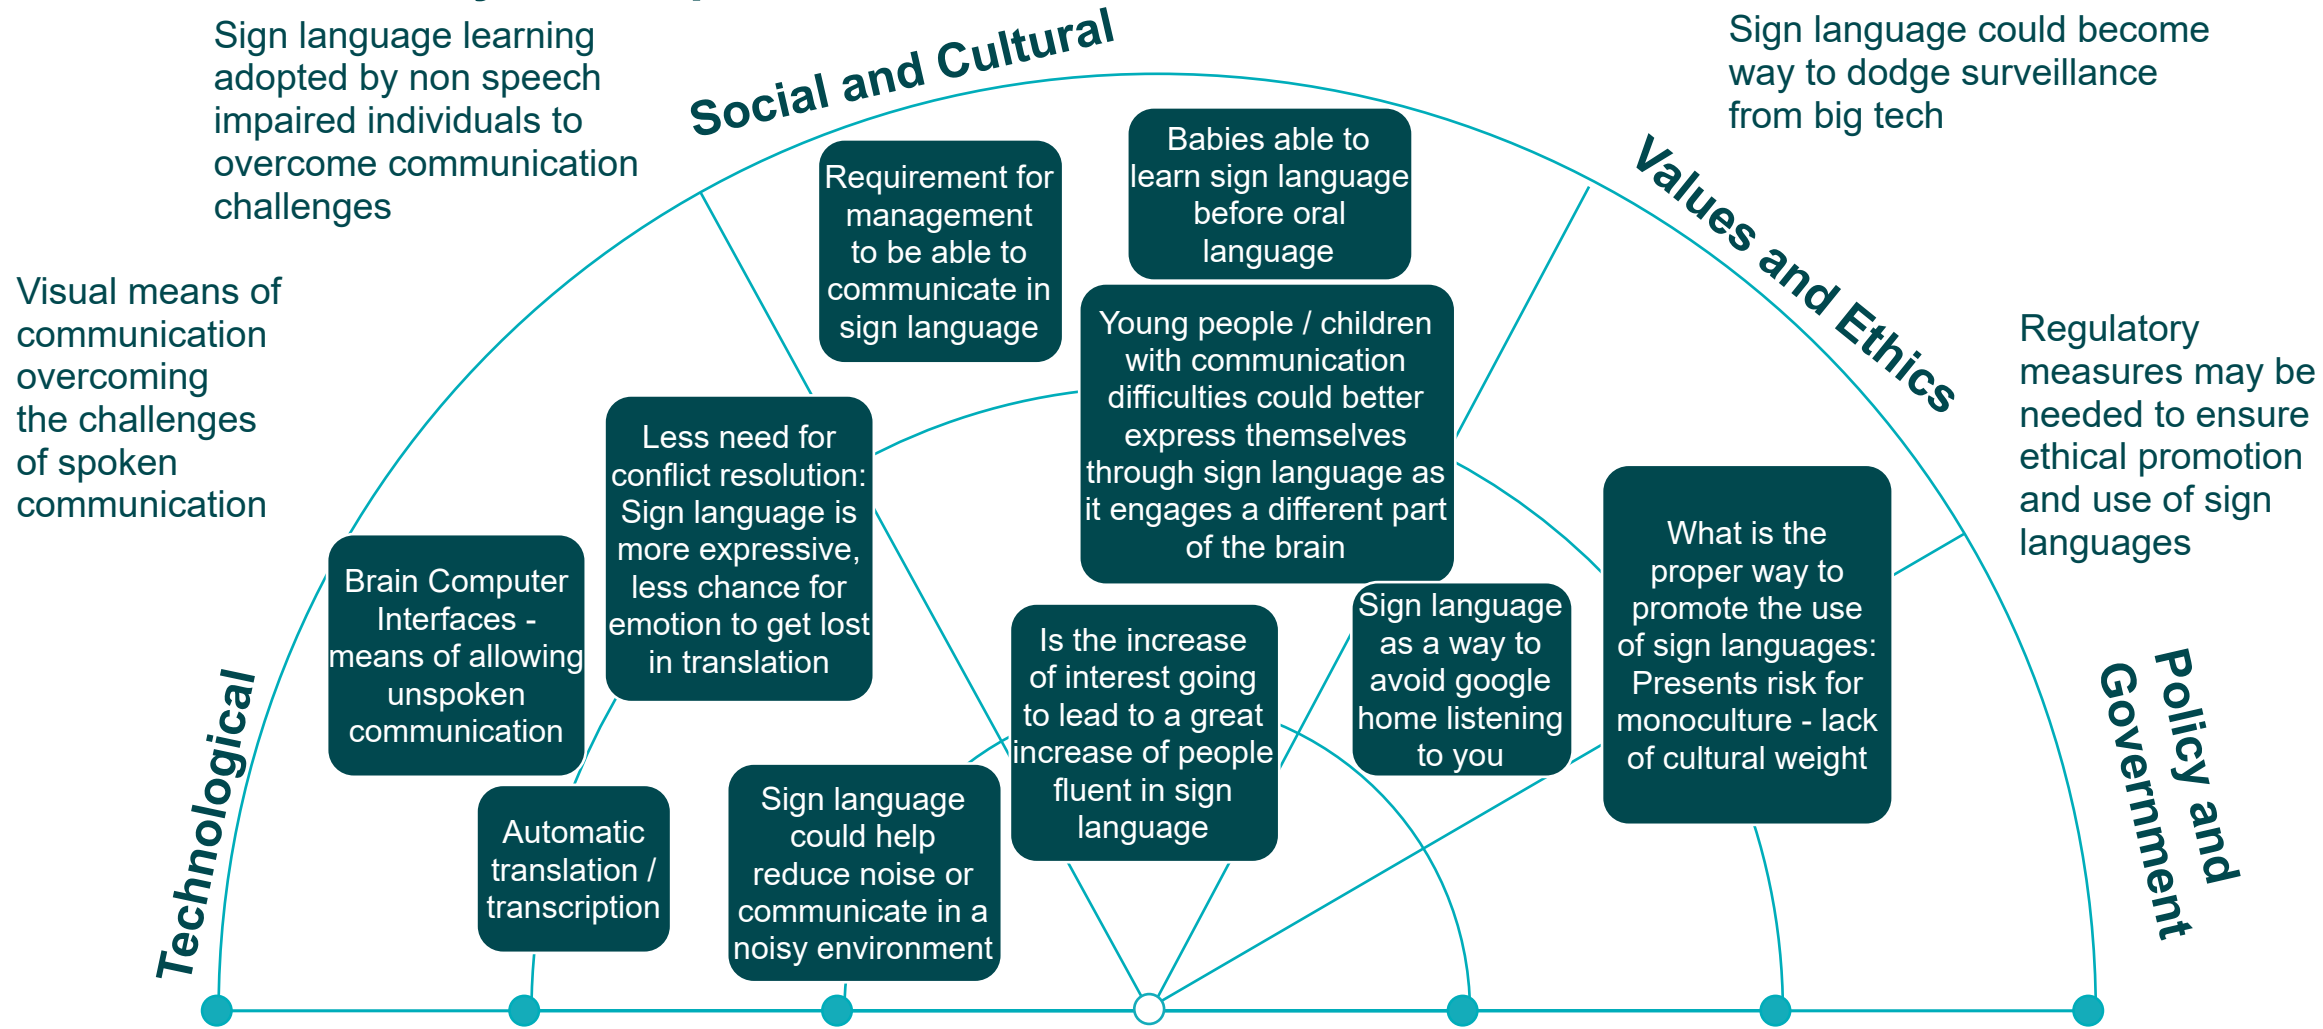 Sign language learning
adopted by non speech
impaired individuals to
overcome communication
challenges
Social and Cultural
Sign language could become
way to dodge surveillance
from big tech
Values and Ethics
Visual means of
communication
overcoming
the challenges
of spoken
communication
Regulatory
measures may be
needed to ensure
ethical promotion
and use of sign
languages
Technological
Policy and
Government
Requirement for
management
to be able to
communicate in
sign language
Babies able to
learn sign language
before oral
language
Young people / children
with communication
difficulties could better
express themselves
through sign language as
it engages a different part
of the brain
Less need for
conflict resolution:
Sign language is
more expressive,
less chance for
emotion to get lost
in translation
What is the
proper way to
promote the use
of sign languages:
Presents risk for
monoculture - lack
of cultural weight
Brain Computer
Interfaces -
means of allowing
unspoken
communication
Is the increase
of interest going
to lead to a great
increase of people
fluent in sign
language
Sign language
as a way to
avoid google
home listening
to you
Automatic
translation /
transcription
Sign language
could help
reduce noise or
communicate in a
noisy environment